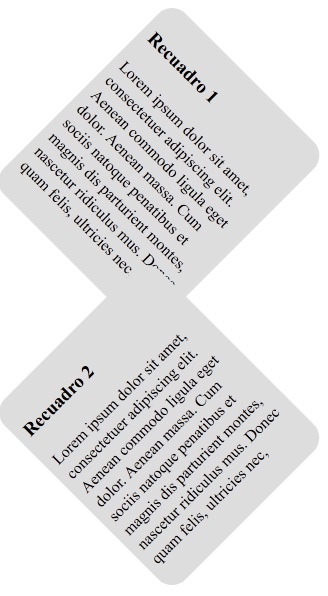 Recuadro 1
Lorem ipsum dolor sit amet,
consectetuer adipiscing elit.
Aenean commodo ligula eget
dolor. Aenean massa. Cum
sociis natoque penatibus et
magnis dis parturient montes,
nascetur ridiculus mus.
quam felis, ultricies nec
Recuadro 2
Lorem ipsum dolor sit amet,
consectetuer adipiscing elit.
Aenean commodo ligula eget
dolor. Aenean massa. Cum
sociis natoque penatibus et
magnis dis parturient montes,
nascetur ridiculus mus. Donec
quam felis, ultricies nec,